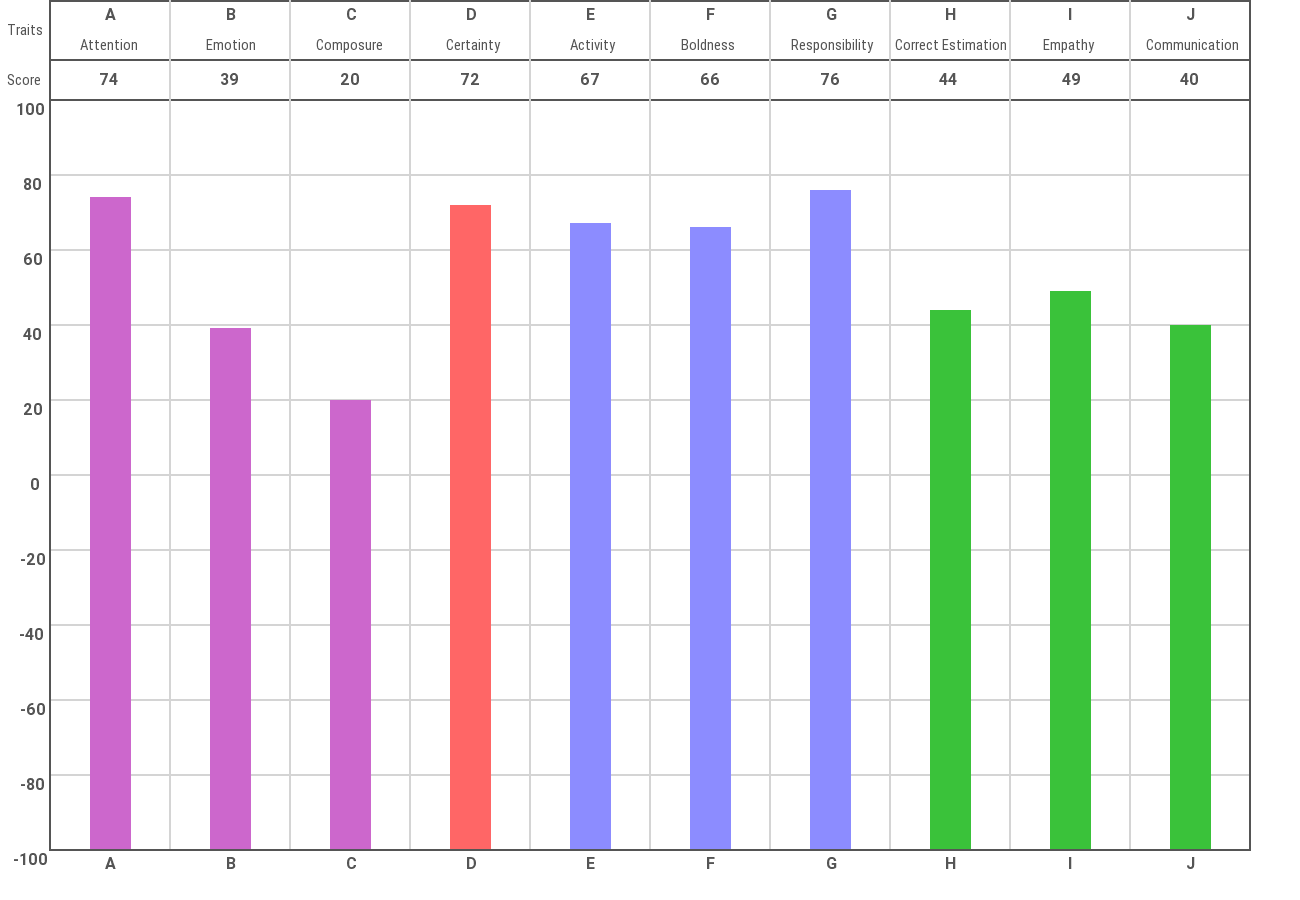 A B C D E F G H I J
Traits
Attention Emotion Composure Certainty Activity Boldness Responsibility Correct Estimation Empathy Communication
Score 74 39 20 72 67 66 76 44 49 40
100
80
60
40
20
0
-20
-40
-60
-80
-100
A B C D E F G H I J